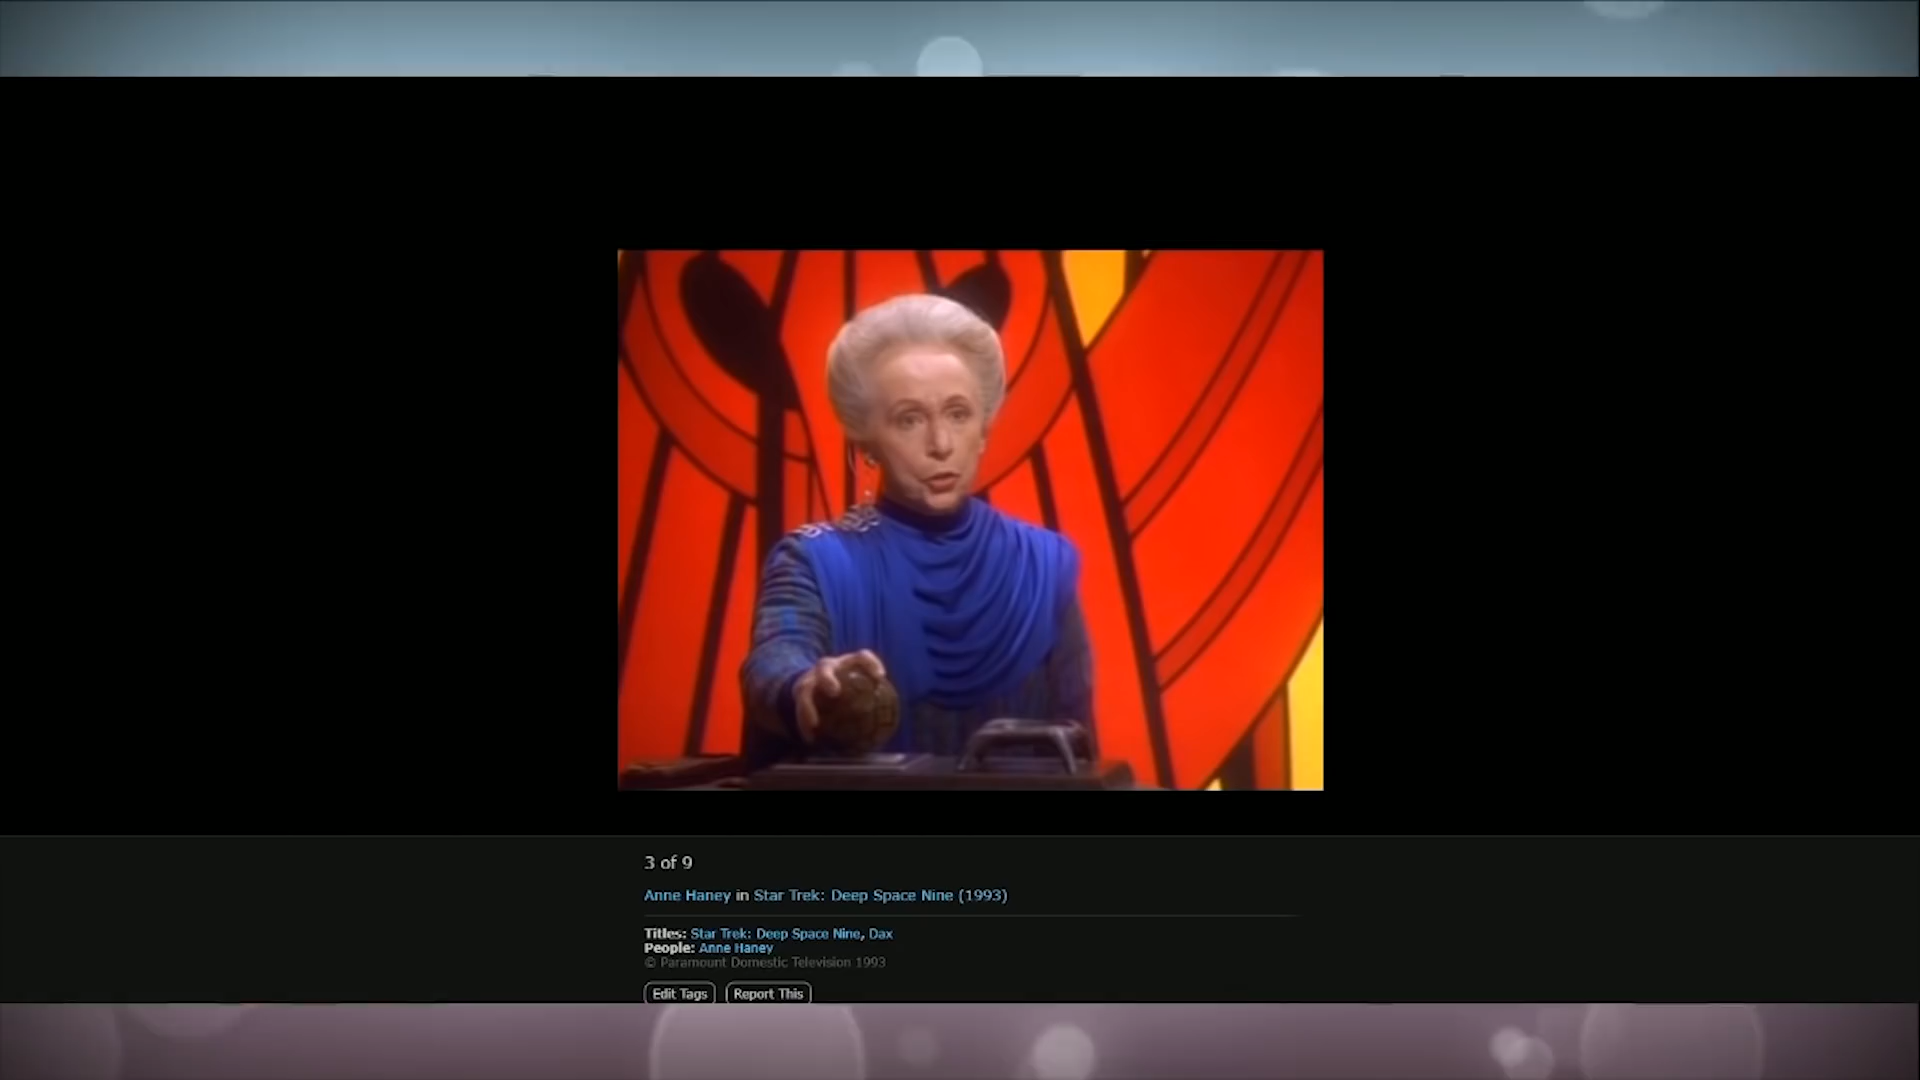 3 of 9
Anne Haney in Star Trek: Deep Space Nine (1993)
Titles: Star Trek: Deep Space Nine, Dax
People: Anne Haney
© Paramount Domestic Television 1993
Edit Tags Report This